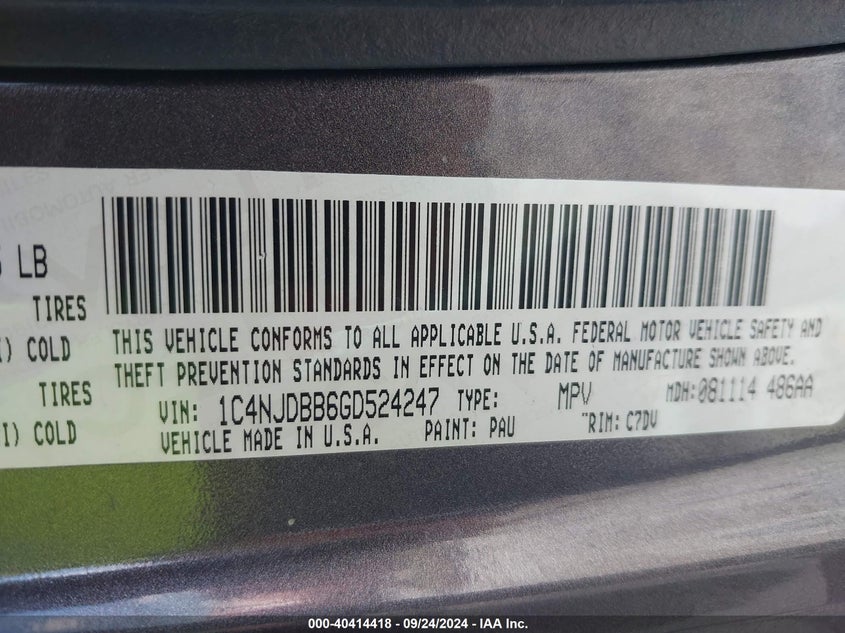 LB
TIRES
COLD
TIRES
COLD
THIS VEHICLE CONFORMS TO ALL APPLICABLE U.S.A. FEDERAL MOTOR VEHICLE SAFETY AND
THEFT PREVENTION STANDARDS IN EFFECT ON THE DATE OF MANUFACTURE SHOWN ABOVE.
VIN: 1C4NJDBB6GD524247 TYPE: MPV MDH: 081114 486AA
VEHICLE MADE IN U.S.A. PAINT: PAU "RIM: C7DV
000-40414418 - 09/24/2024 - IAA Inc.